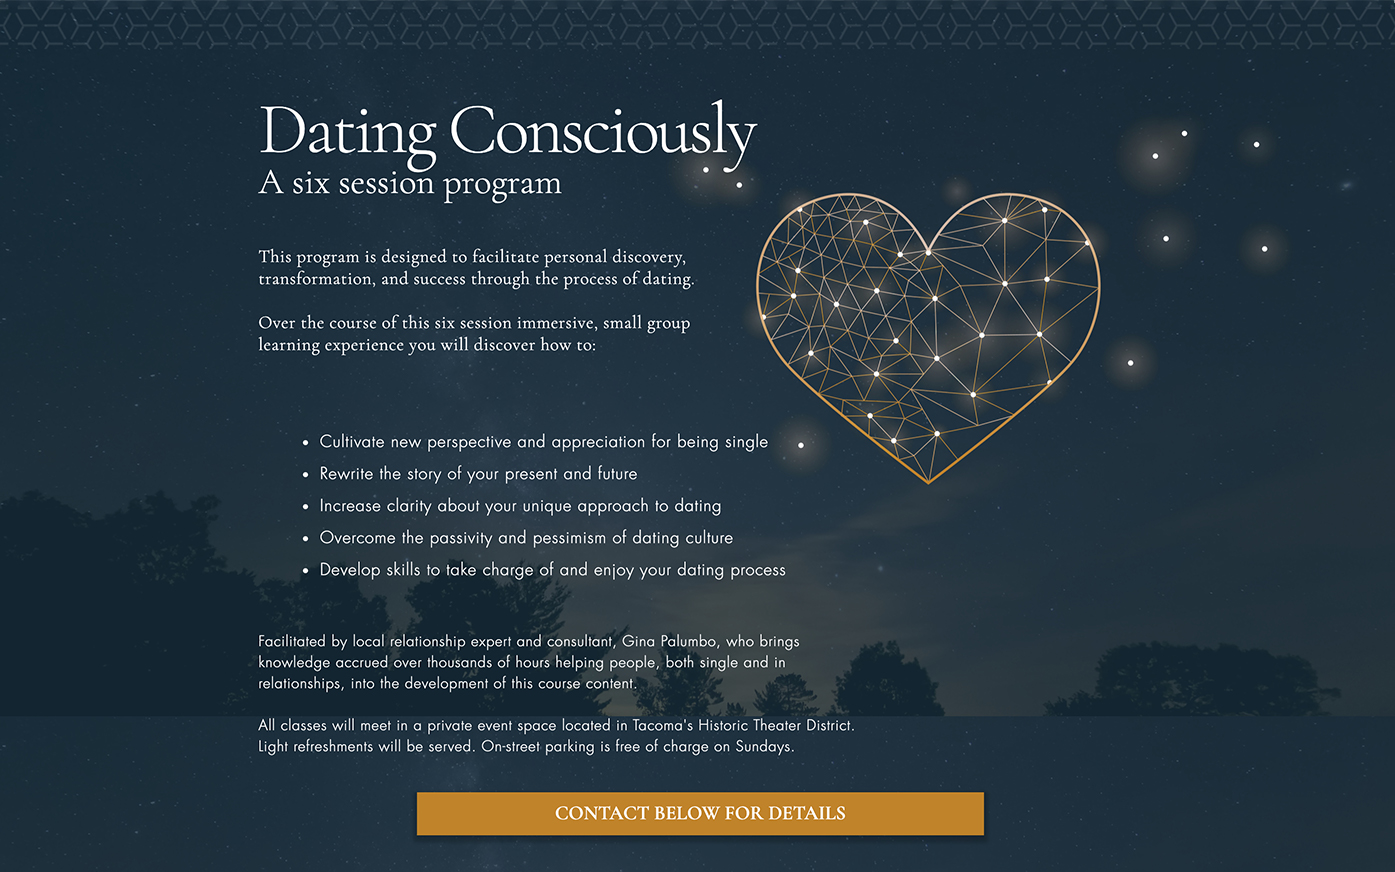 Dating Consciously
A six session program
This program is designed to facilitate personal discovery,
transformation, and success through the process of dating.
Over the course of this six session immersive, small group
learning experience you will discover how to:
• Cultivate new perspective and appreciation for being single
• Rewrite the story of your present and future
• Increase clarity about your unique approach to dating
• Overcome the passivity and pessimism of dating culture
• Develop skills to take charge of and enjoy your dating process
Facilitated by local relationship expert and consultant, Gina Palumbo, who brings
knowledge accrued over thousands of hours helping people, both single and in
relationships, into the development of this course content.
All classes will meet in a private event space located in Tacoma's Historic Theater District.
Light refreshments will be served. On-street parking is free of charge on Sundays.
CONTACT BELOW FOR DETAILS